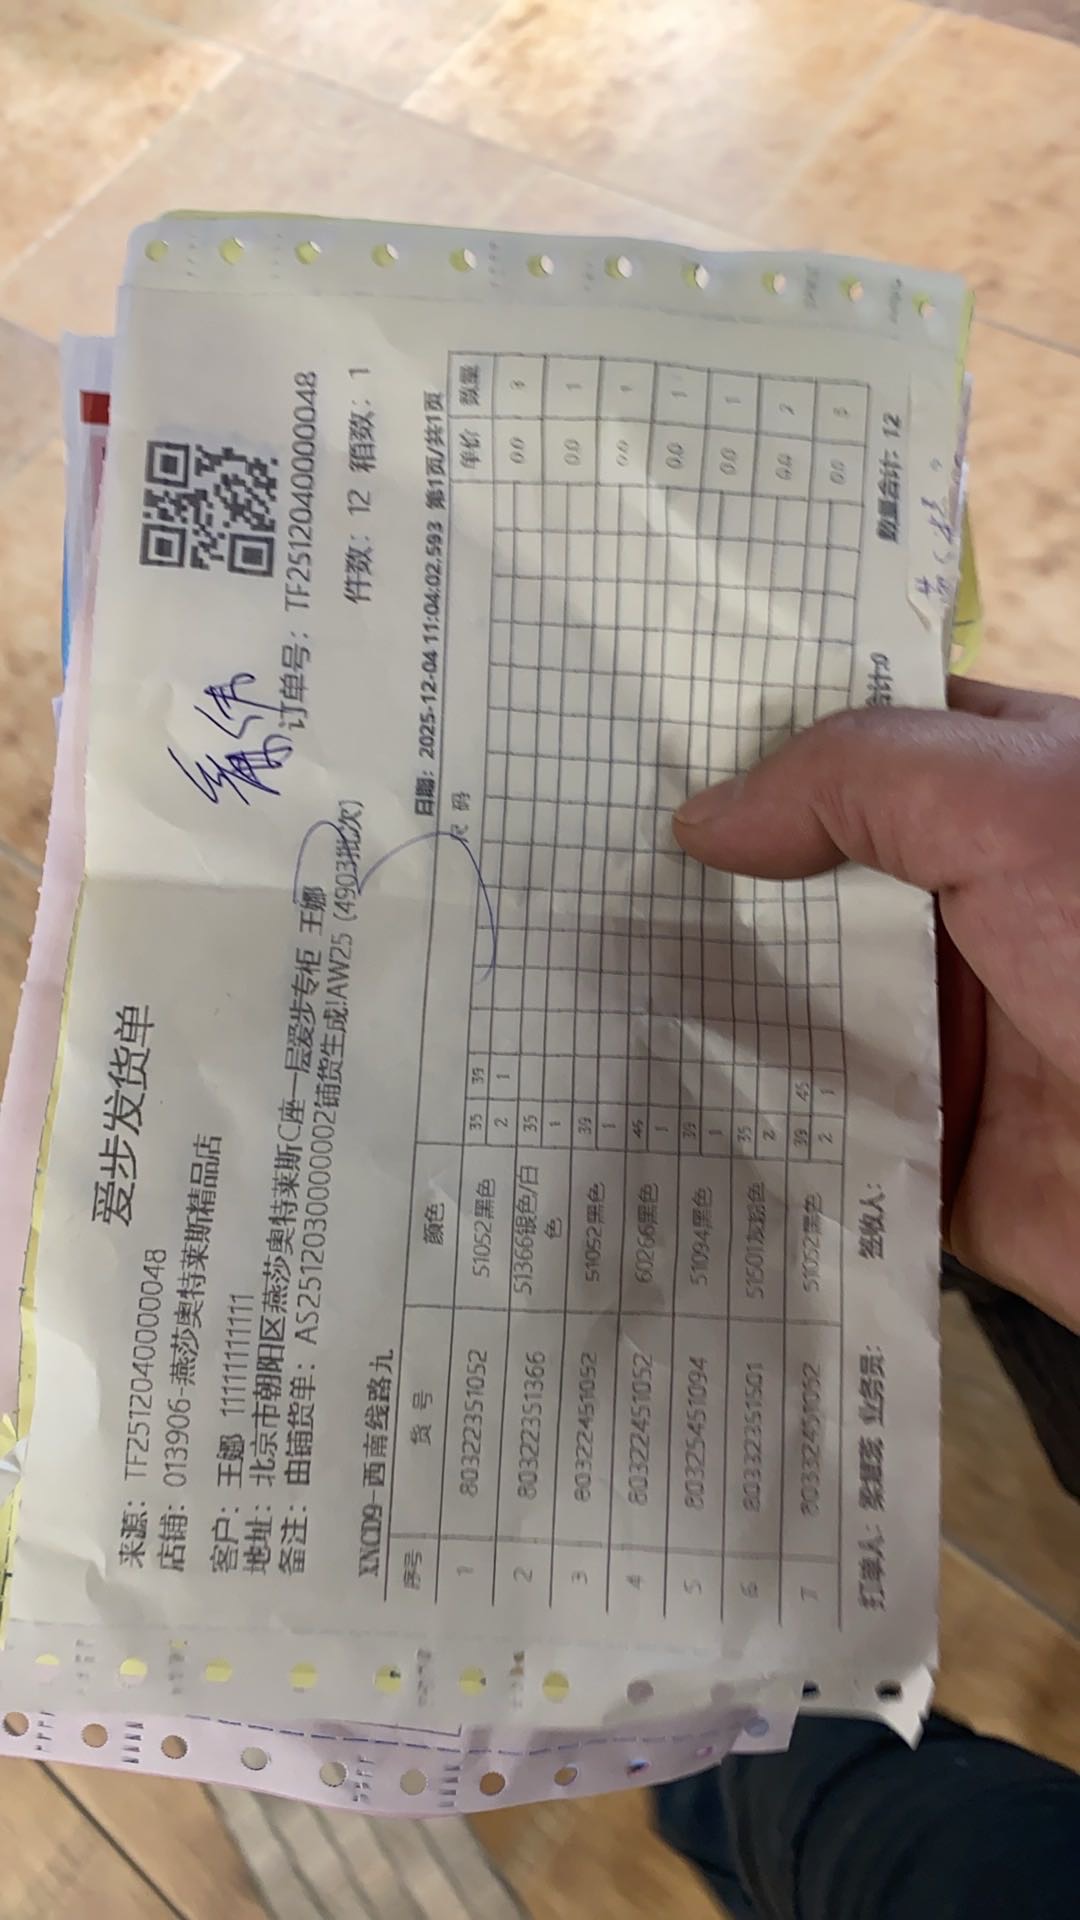 爱步发货单
来源：TF2512040000048
店铺：013906-燕莎奥特莱斯精品店
订单号：TF2512040000048
客户：王娜 11111111111
地址：北京市朝阳区燕莎奥特莱斯C座一层爱步专柜 王娜
件数：12 箱数：1
备注：由铺货单：AS2512030000002铺货生成!AW25（4903批次）
XNCD9-西南线路九 日期：2025-12-04 11:04:02.593 第1页/共1页
序号 货号 颜色 尺码 单价 数量
1 80322351052 51052黑色 35 39 0.0 3
2 1
2 80322351366 51366银色/白色 35 0.0 1
1
3 80322451052 51052黑色 39 0.0 1
1
4 80322451052 60266黑色 45 0.0 1
1
5 80325451094 51094黑色 39 0.0 1
1
6 80332351501 51501灰粉色 35 0.0 2
2
7 80332451052 51052黑色 39 45 0.0 3
2 1
数量合计：12
打单人： 业务员： 签收人： 合计:0